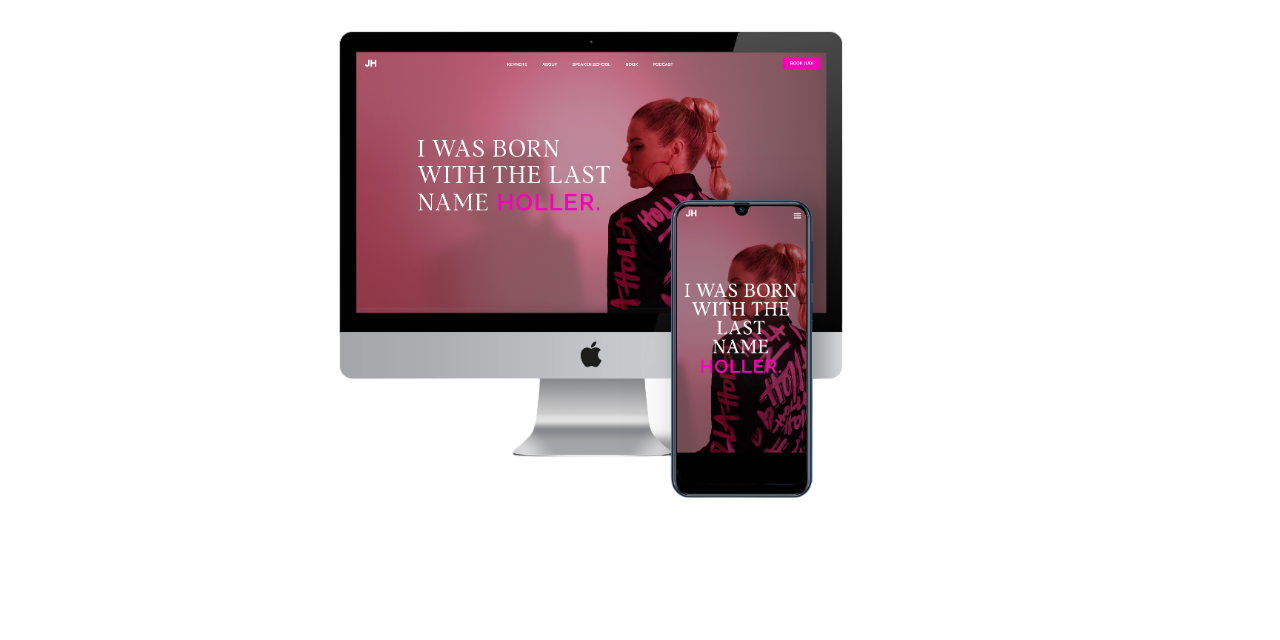 JH
KEYNOTE ABOUT SPEAKER SCHOOL BOOK PODCAST
BOOK JUDI
I WAS BORN
WITH THE LAST
NAME HOLLER.
JH
I WAS BORN
WITH THE
LAST
NAME
HOLLER.
HOLLA